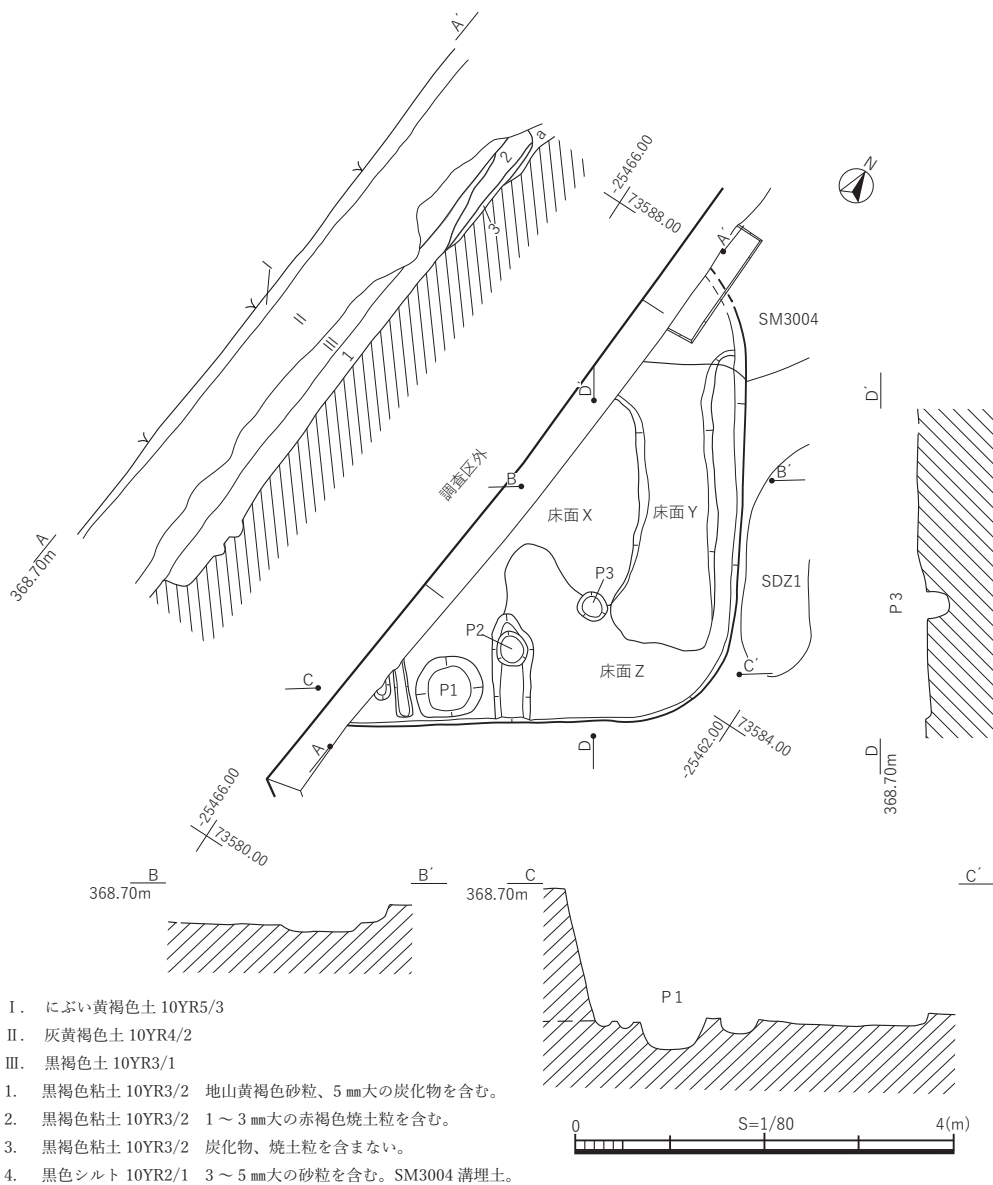 A´
2
a
3
I
II
III
1
A
368.70m
-25466.00
73588.00
N
A´
SM3004
D´
D´
調査区外
B
B´
床面X
床面Y
P3
SDZ1
P3
P2
床面Z
C´
C
P1
A
D
-25462.00
73584.00
D
368.70m
-25466.00
73580.00
B
B´
368.70m
C
C´
368.70m
P1
Ⅰ. にぶい黄褐色土 10YR5/3
Ⅱ. 灰黄褐色土 10YR4/2
Ⅲ. 黒褐色土 10YR3/1
1. 黒褐色粘土 10YR3/2 地山黄褐色砂粒、5㎜大の炭化物を含む。
2. 黒褐色粘土 10YR3/2 1～3㎜大の赤褐色焼土粒を含む。
3. 黒褐色粘土 10YR3/2 炭化物、焼土粒を含まない。
4. 黒色シルト 10YR2/1 3～5㎜大の砂粒を含む。SM3004 溝埋土。
0 S=1/80 4(m)